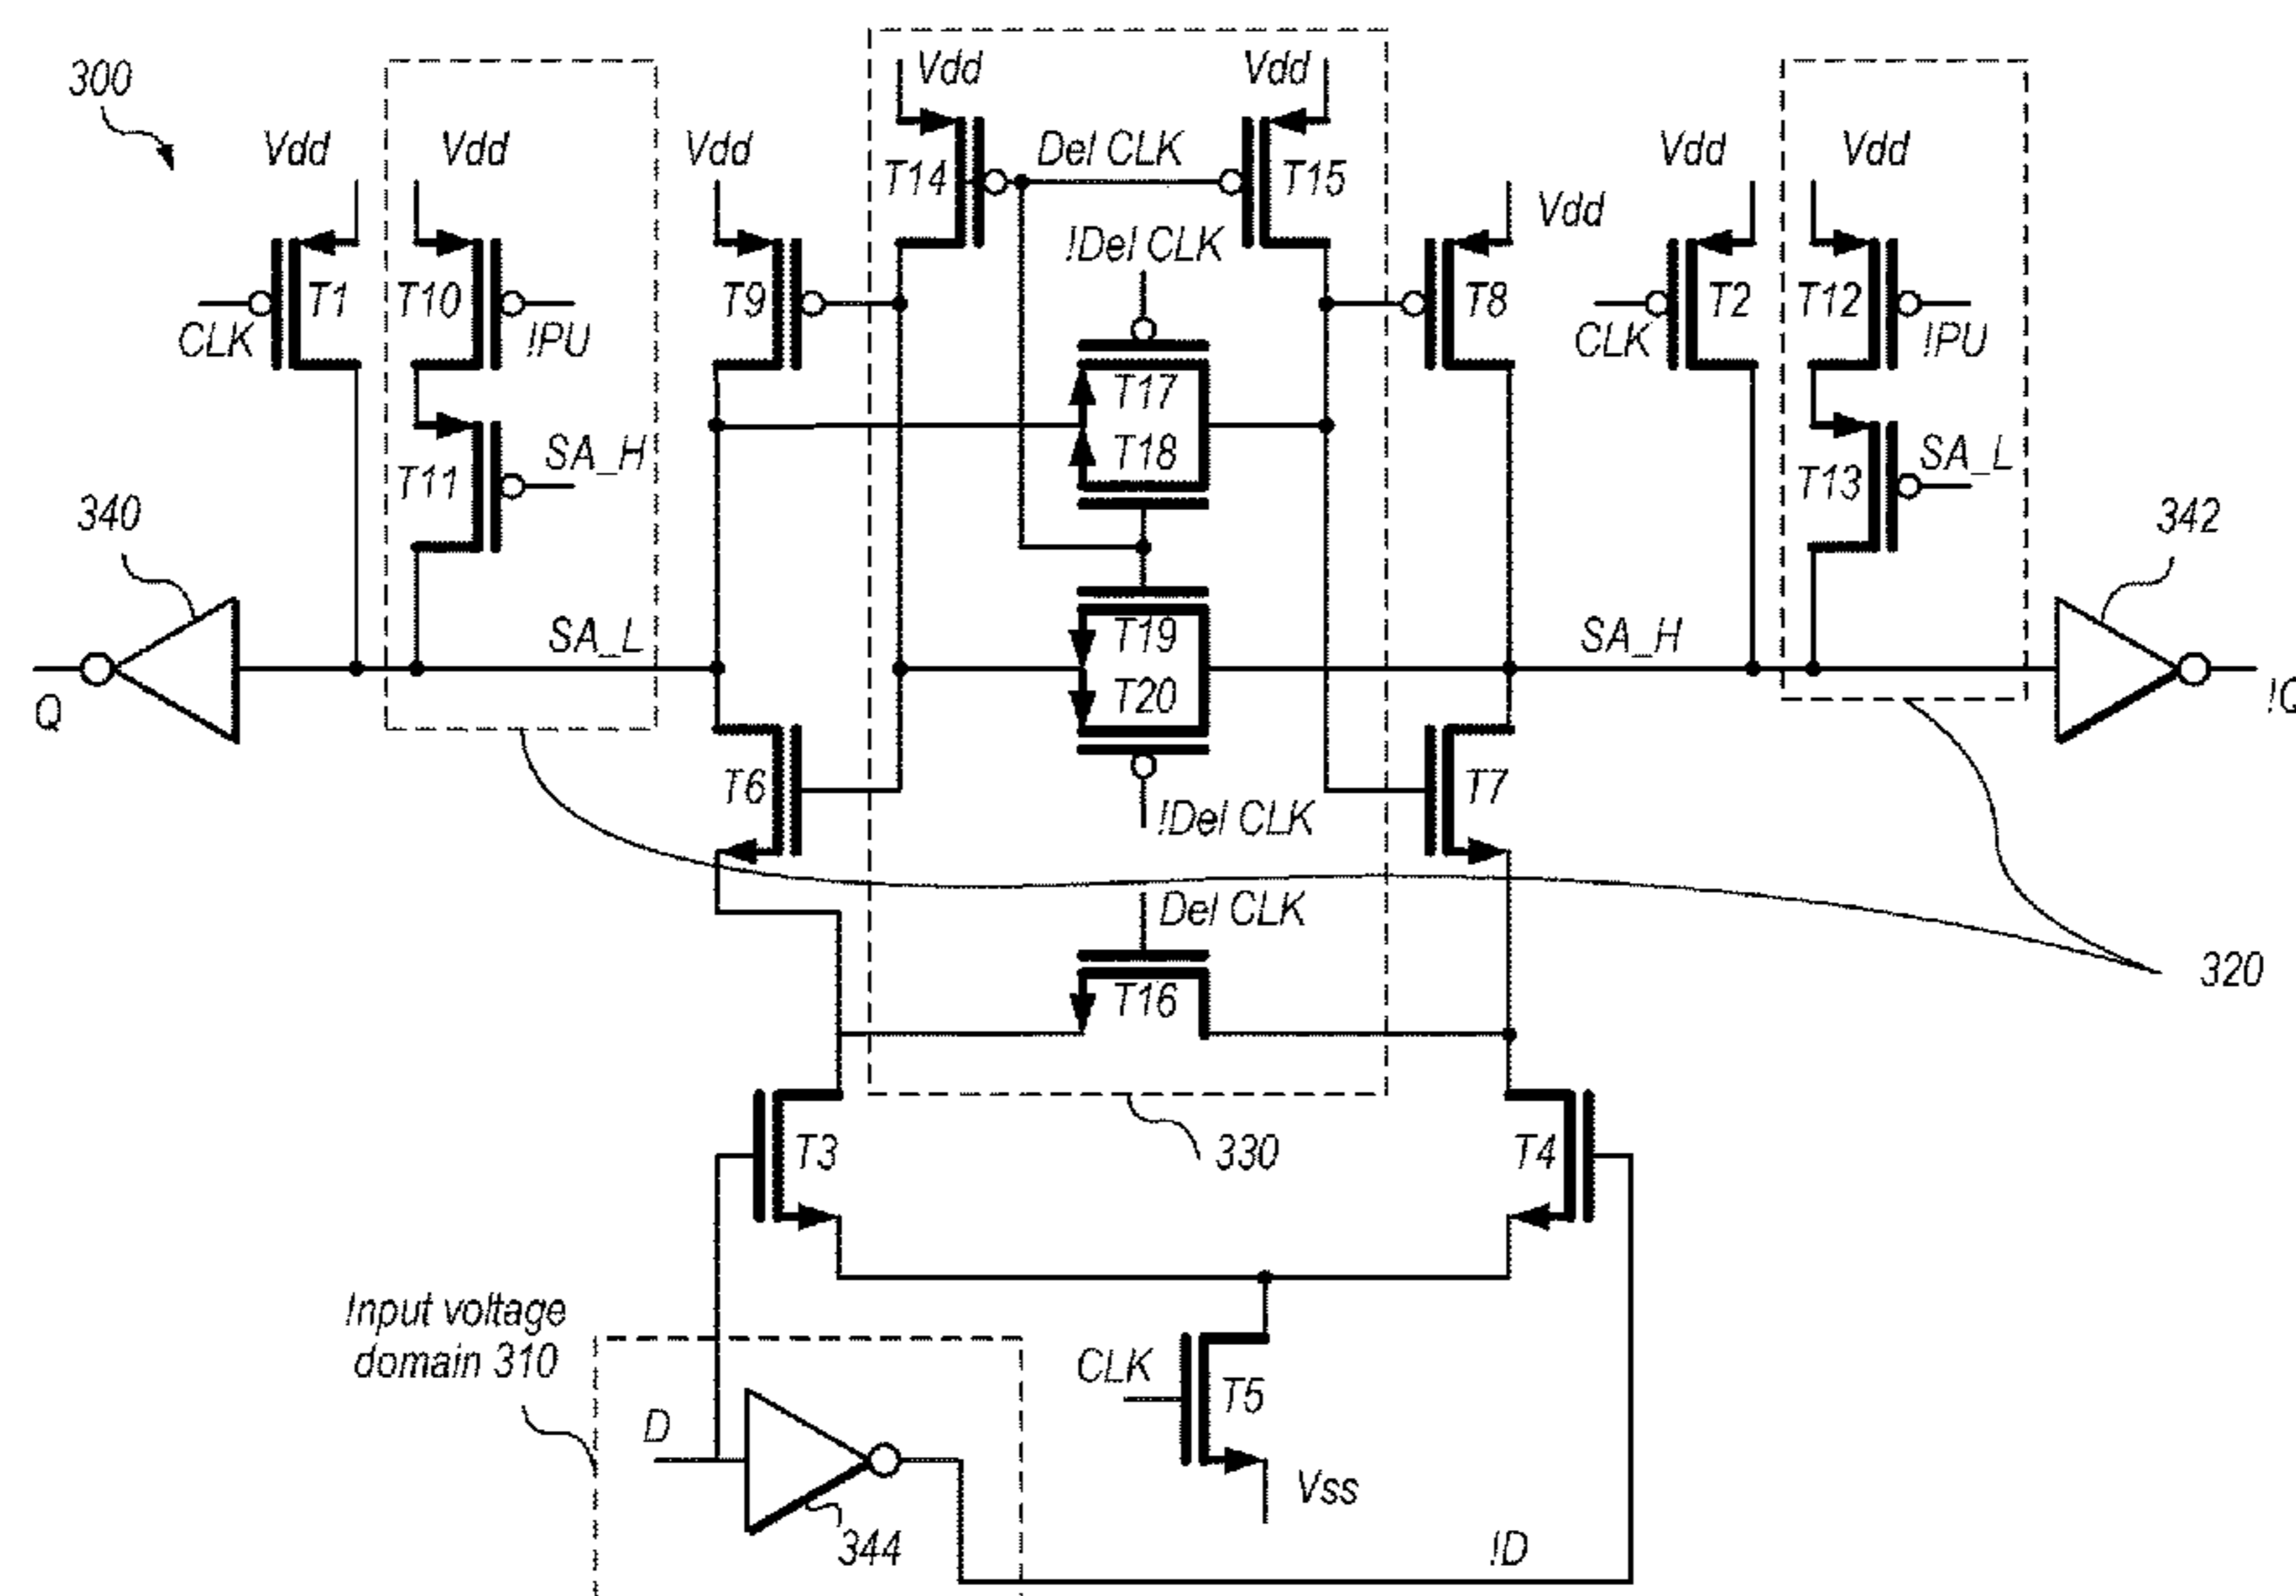 300
Vdd
Vdd
Vdd
Vdd
Vdd
Vdd
Vdd
Vdd
T14
Del CLK
T15
!Del CLK
T1
T10
T9
T8
T2
T12
CLK
!PU
CLK
!PU
T17
T18
T11
SA_H
T13
SA_L
340
342
SA_L
T19
T20
SA_H
Q
!Q
T6
T7
!Del CLK
Del CLK
T16
320
T3
330
T4
Input voltage
domain 310
CLK
T5
D
Vss
344
!D